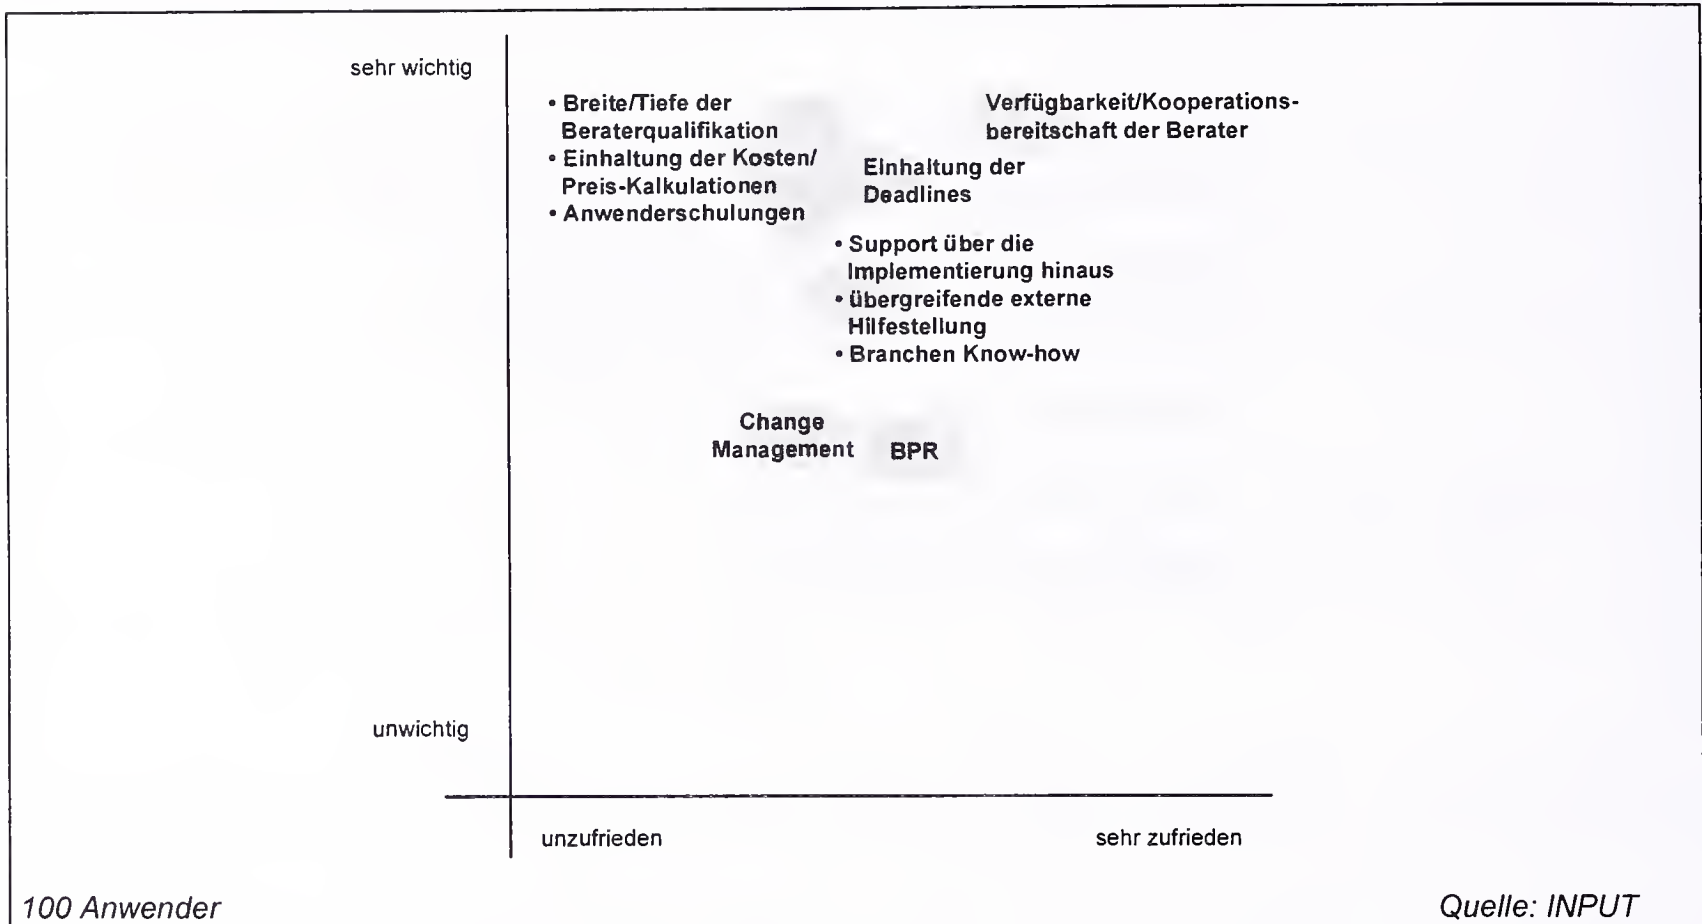 sehr wichtig
• Breite/Tiefe der
Beraterqualifikation
• Einhaltung der Kosten/
Preis-Kalkulationen
• Anwenderschulungen
Verfügbarkeit/Kooperations-
bereitschaft der Berater
Einhaltung der
Deadlines
• Support über die
Implementierung hinaus
• übergreifende externe
Hilfestellung
• Branchen Know-how
Change
Management
BPR
unwichtig
unzufrieden
sehr zufrieden
100 Anwender
Quelle: INPUT